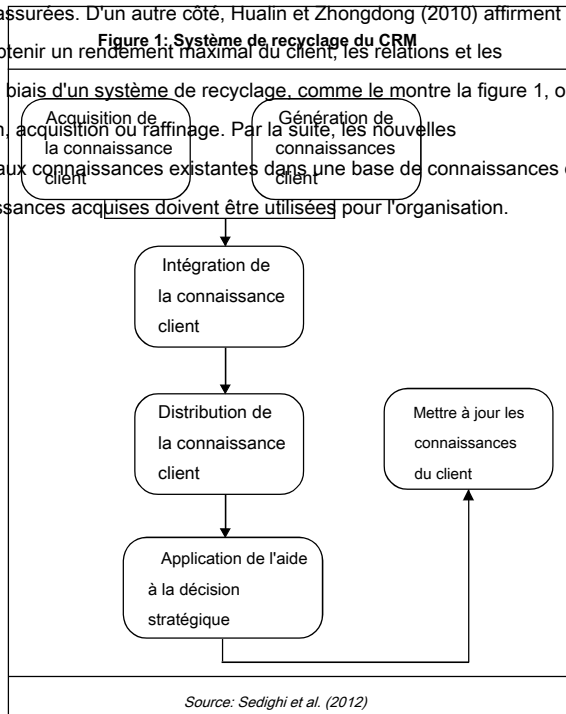 assurées. D'un autre côté, Hualin et Zhongdong (2010) affirment
Figure 1: Système de recyclage du CRM
btenir un rendement maximal du client, les relations et les
biais d'un système de recyclage, comme le montre la figure 1, o
n, acquisition ou raffinage. Par la suite, les nouvelles
aux connaissances existantes dans une base de connaissances
ssances acquises doivent être utilisées pour l'organisation.
Acquisition de
la connaissance
client
Génération de
connaissances
client
Intégration de
la connaissance
client
Distribution de
la connaissance
client
Mettre à jour les
connaissances
du client
Application de l'aide
à la décision
stratégique
Source: Sedighi et al. (2012)